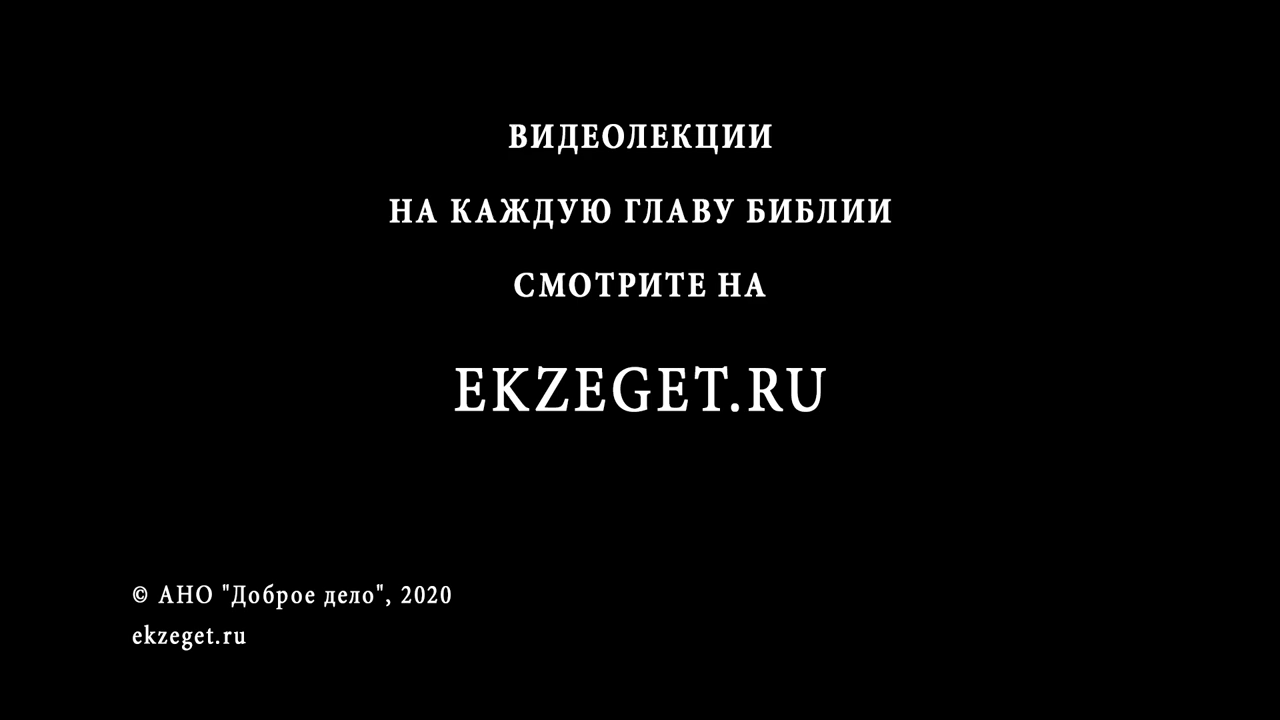 ВИДЕОЛЕКЦИИ
НА КАЖДУЮ ГЛАВУ БИБЛИИ
СМОТРИТЕ НА
EKZEGET.RU
© АНО "Доброе дело", 2020
ekzeget.ru